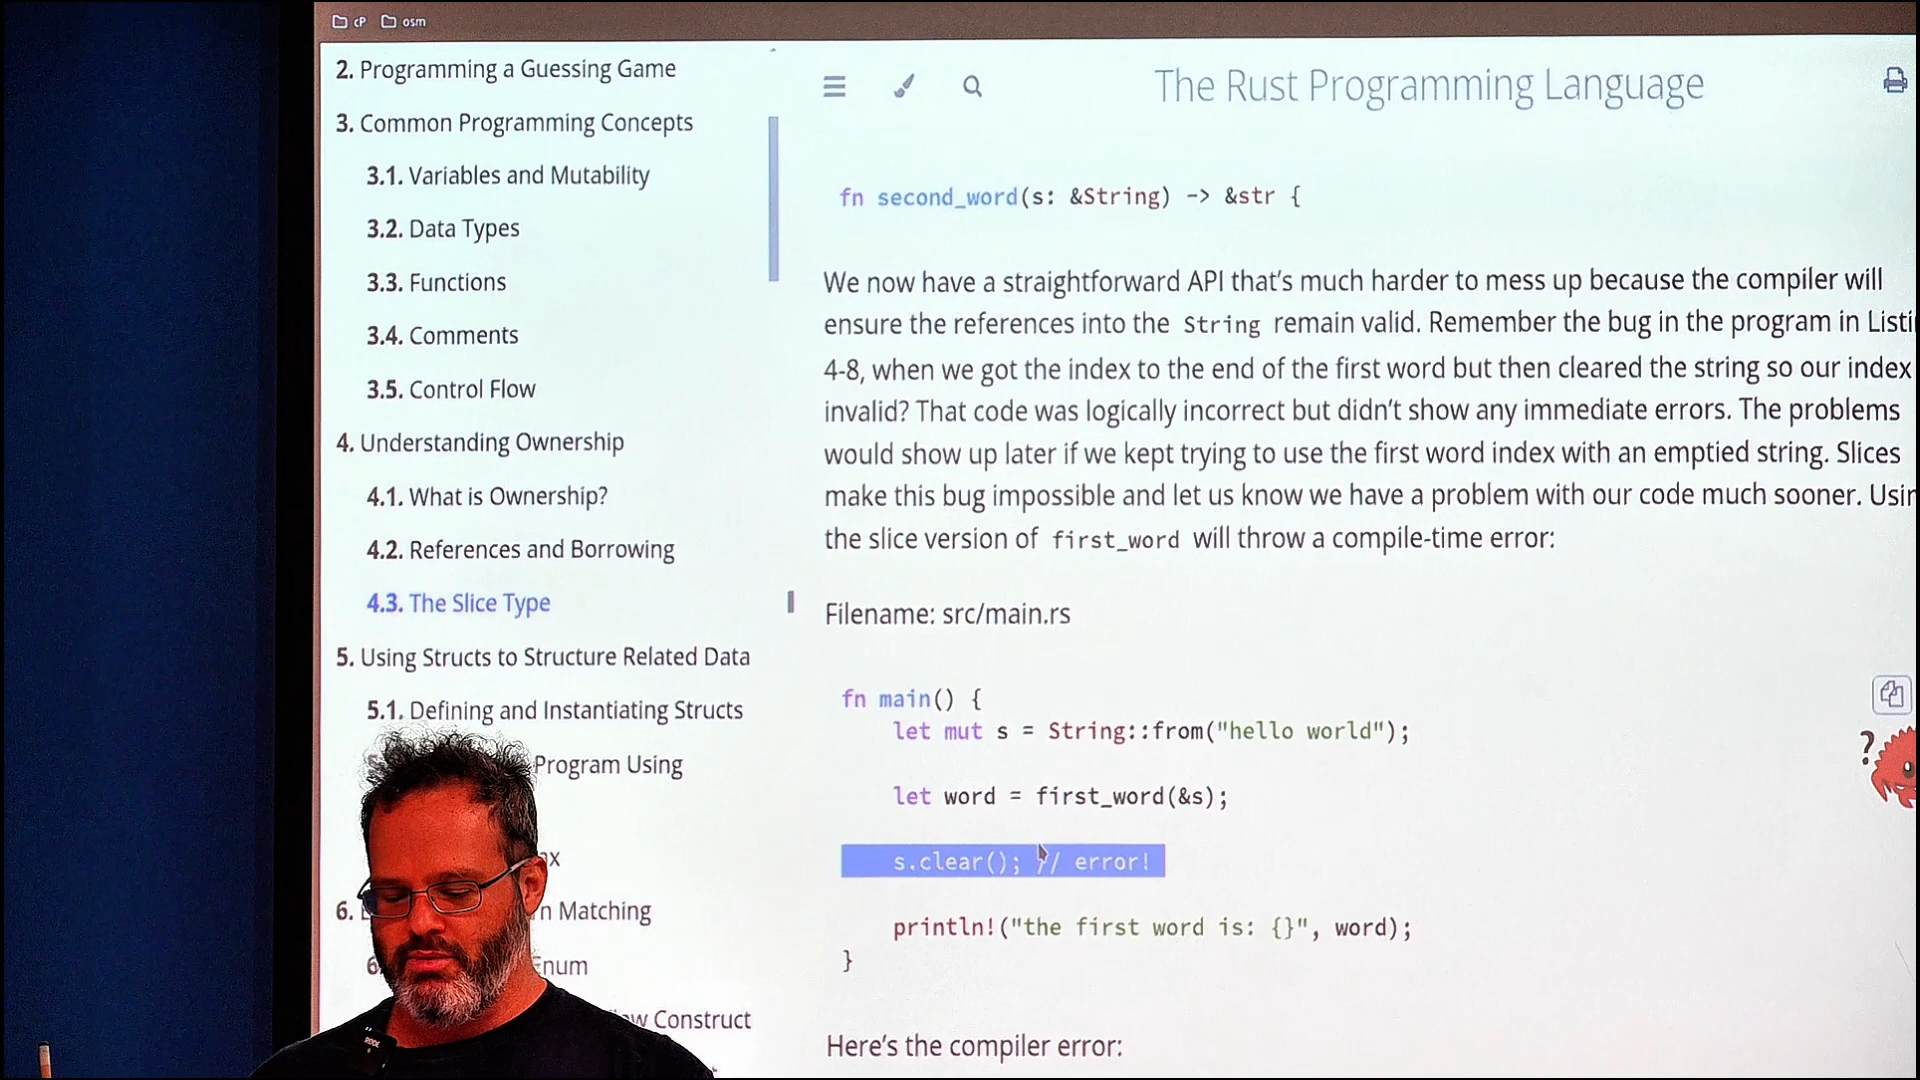 cP osm
2. Programming a Guessing Game
3. Common Programming Concepts
3.1. Variables and Mutability
3.2. Data Types
3.3. Functions
3.4. Comments
3.5. Control Flow
4. Understanding Ownership
4.1. What is Ownership?
4.2. References and Borrowing
4.3. The Slice Type
5. Using Structs to Structure Related Data
5.1. Defining and Instantiating Structs
Program Using
6.
n Matching
Enum
Construct
The Rust Programming Language
fn second_word(s: &String) -> &str {
We now have a straightforward API that's much harder to mess up because the compiler will
ensure the references into the String remain valid. Remember the bug in the program in Listi
4-8, when we got the index to the end of the first word but then cleared the string so our index
invalid? That code was logically incorrect but didn't show any immediate errors. The problems
would show up later if we kept trying to use the first word index with an emptied string. Slices
make this bug impossible and let us know we have a problem with our code much sooner. Usin
the slice version of first_word will throw a compile-time error:
Filename: src/main.rs
fn main() {
let mut s = String::from("hello world");
let word = first_word(&s);
s.clear(); // error!
println!("the first word is: {}", word);
}
?
Here's the compiler error:
RODE